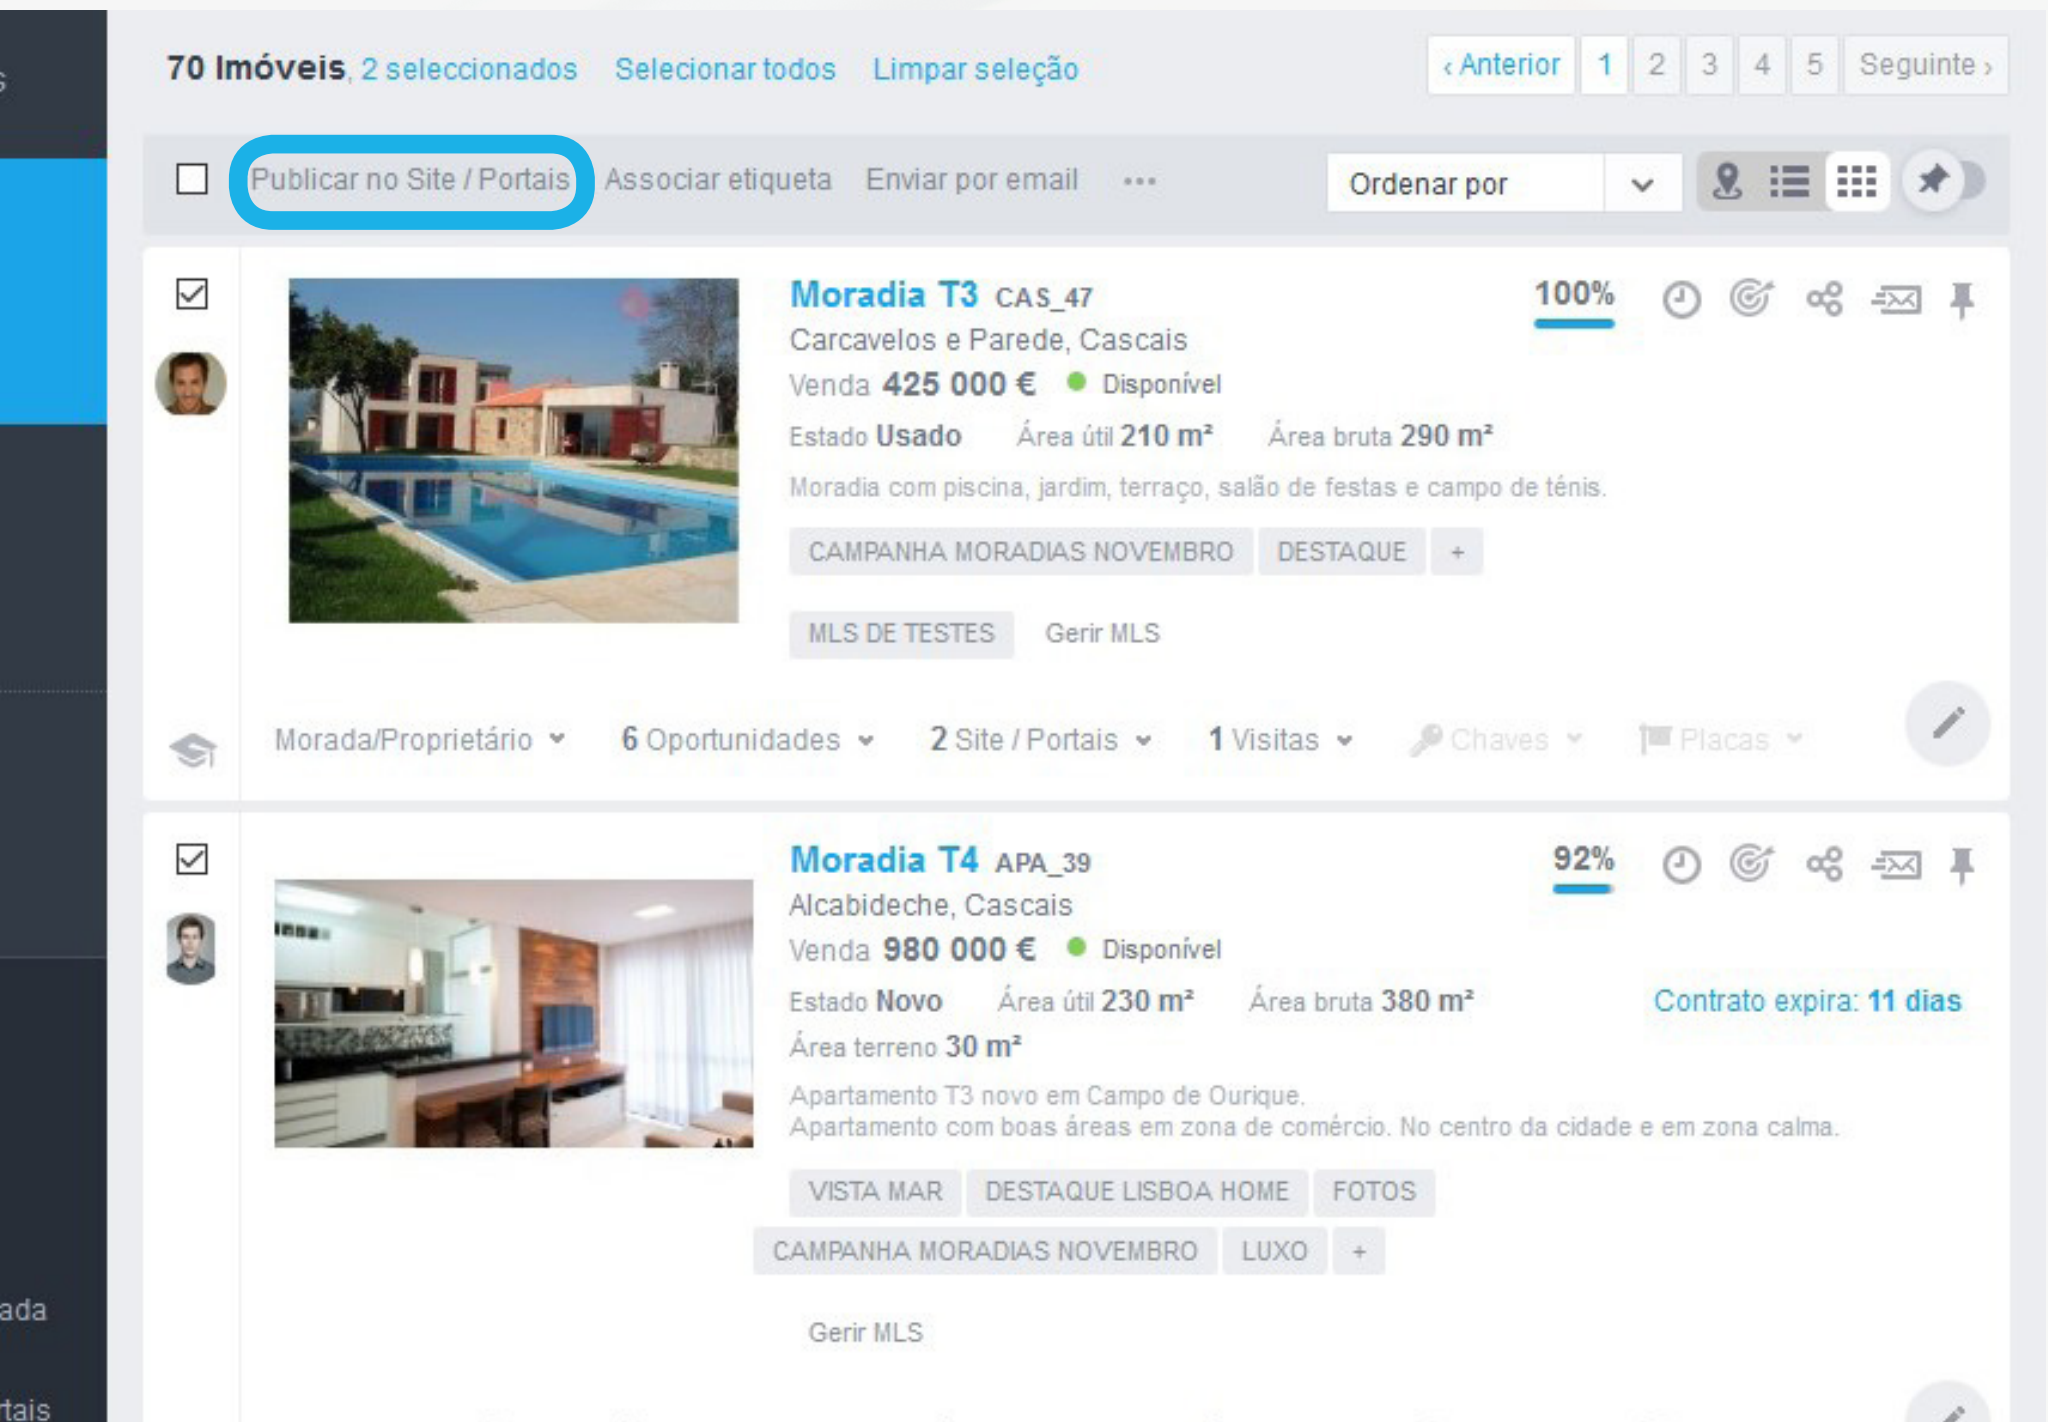 70 Imóveis, 2 seleccionados Selecionar todos Limpar seleção
‹ Anterior 1 2 3 4 5 Seguinte ›
Publicar no Site / Portais Associar etiqueta Enviar por email ... Ordenar por
Moradia T3 CAS_47 100%
Carcavelos e Parede, Cascais
Venda 425 000 € Disponível
Estado Usado Área útil 210 m² Área bruta 290 m²
Moradia com piscina, jardim, terraço, salão de festas e campo de ténis.
CAMPANHA MORADIAS NOVEMBRO DESTAQUE +
MLS DE TESTES Gerir MLS
Morada/Proprietário 6 Oportunidades 2 Site / Portais 1 Visitas Chaves Placas
Moradia T4 APA_39 92%
Alcabideche, Cascais
Venda 980 000 € Disponível
Estado Novo Área útil 230 m² Área bruta 380 m² Contrato expira: 11 dias
Área terreno 30 m²
Apartamento T3 novo em Campo de Ourique.
Apartamento com boas áreas em zona de comércio. No centro da cidade e em zona calma.
VISTA MAR DESTAQUE LISBOA HOME FOTOS
CAMPANHA MORADIAS NOVEMBRO LUXO +
Gerir MLS
ada
rtais